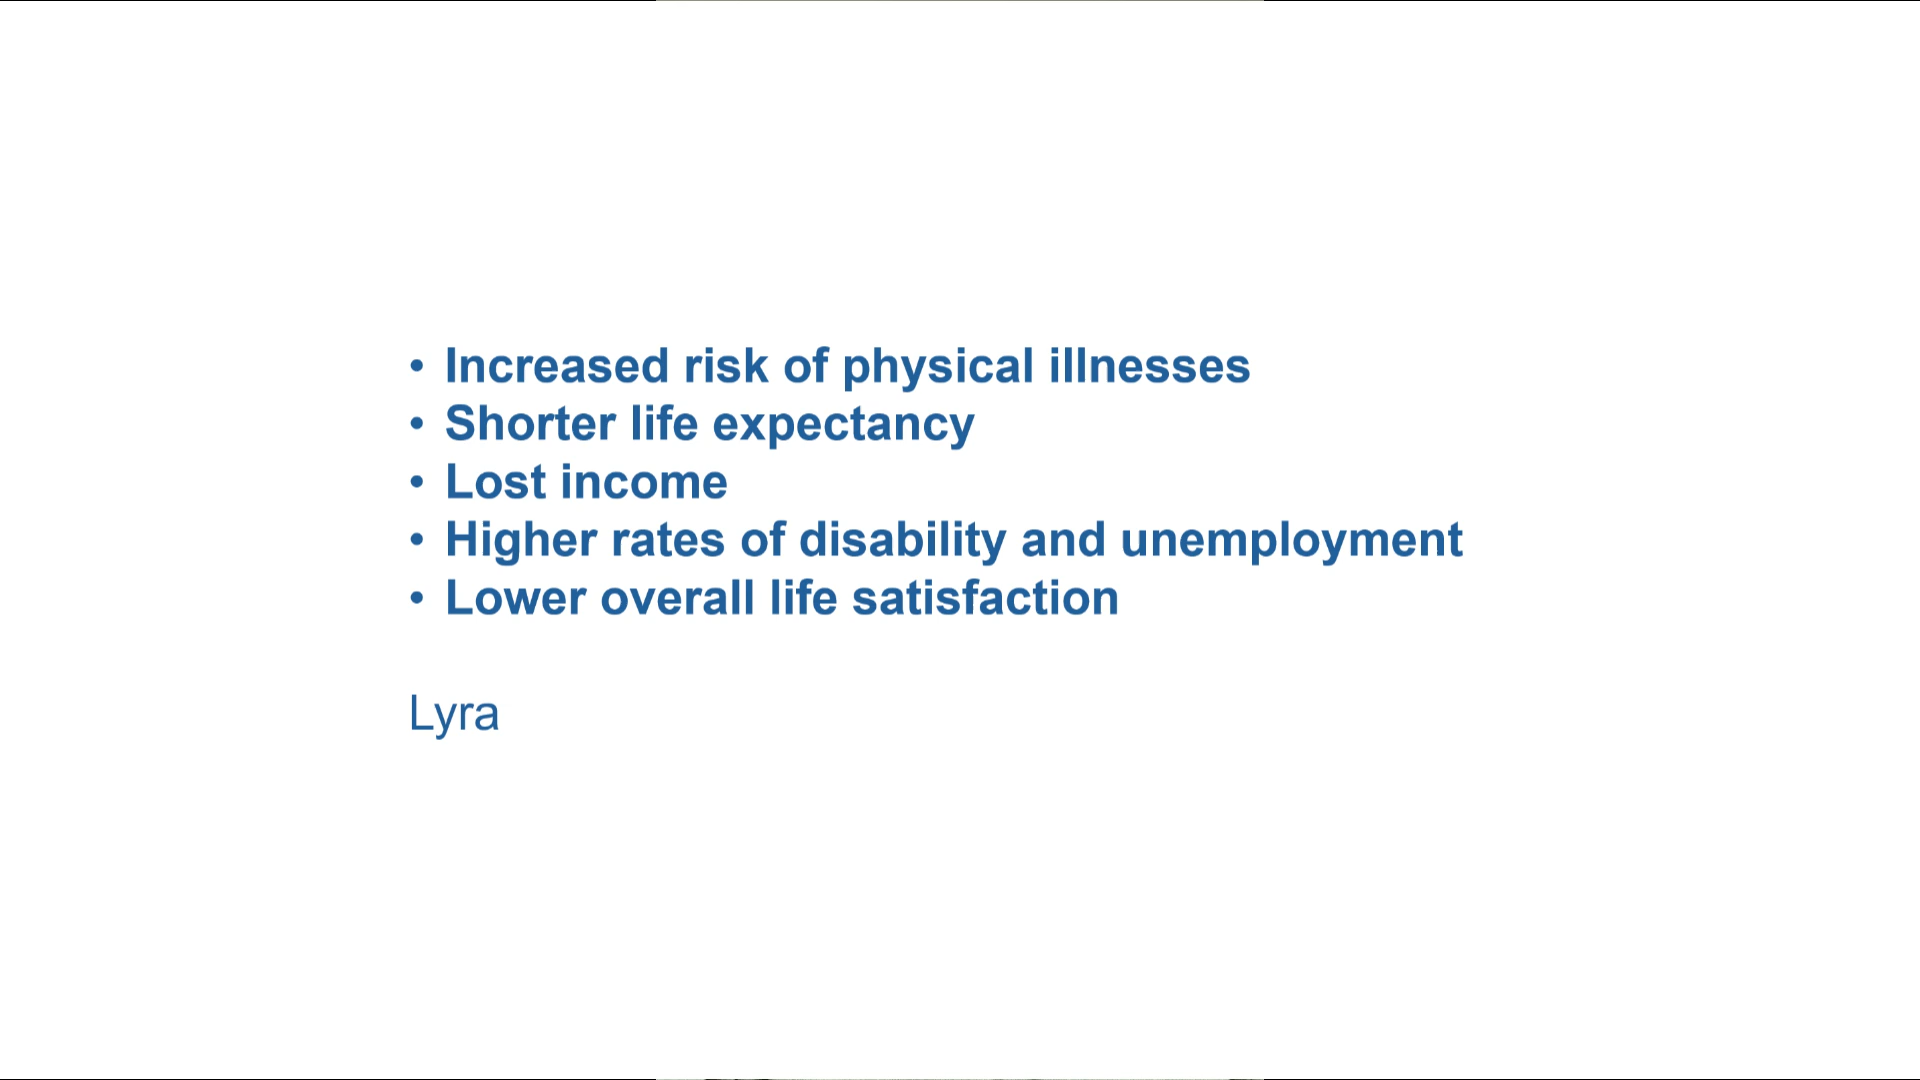 • Increased risk of physical illnesses
• Shorter life expectancy
• Lost income
• Higher rates of disability and unemployment
• Lower overall life satisfaction
Lyra